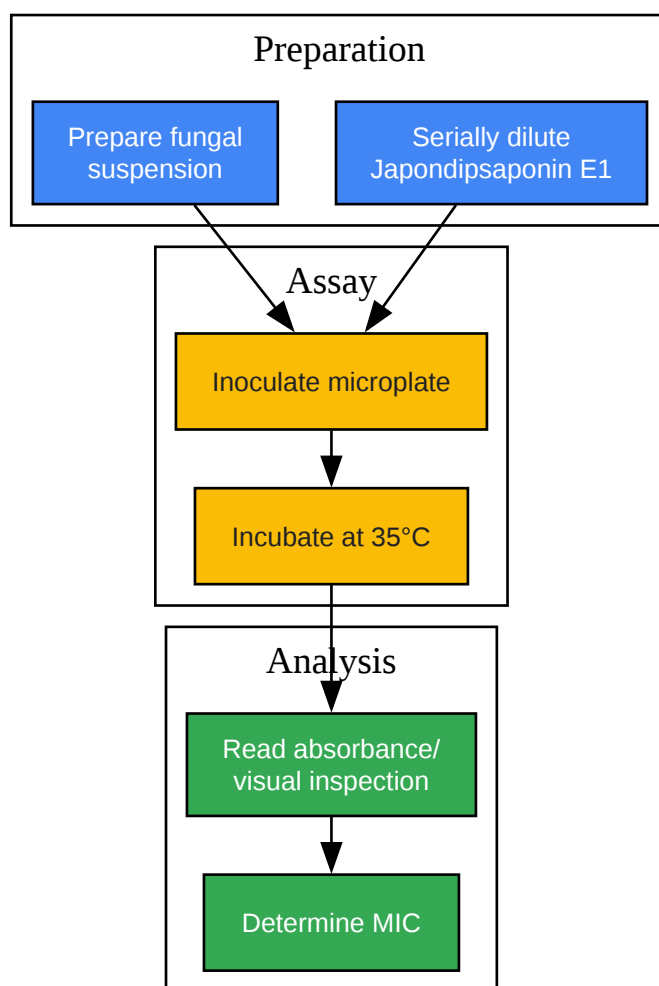 Preparation
Prepare fungal
suspension
Serially dilute
Japondipsaponin E1
Assay
Inoculate microplate
Incubate at 35°C
Analysis
Read absorbance/
visual inspection
Determine MIC